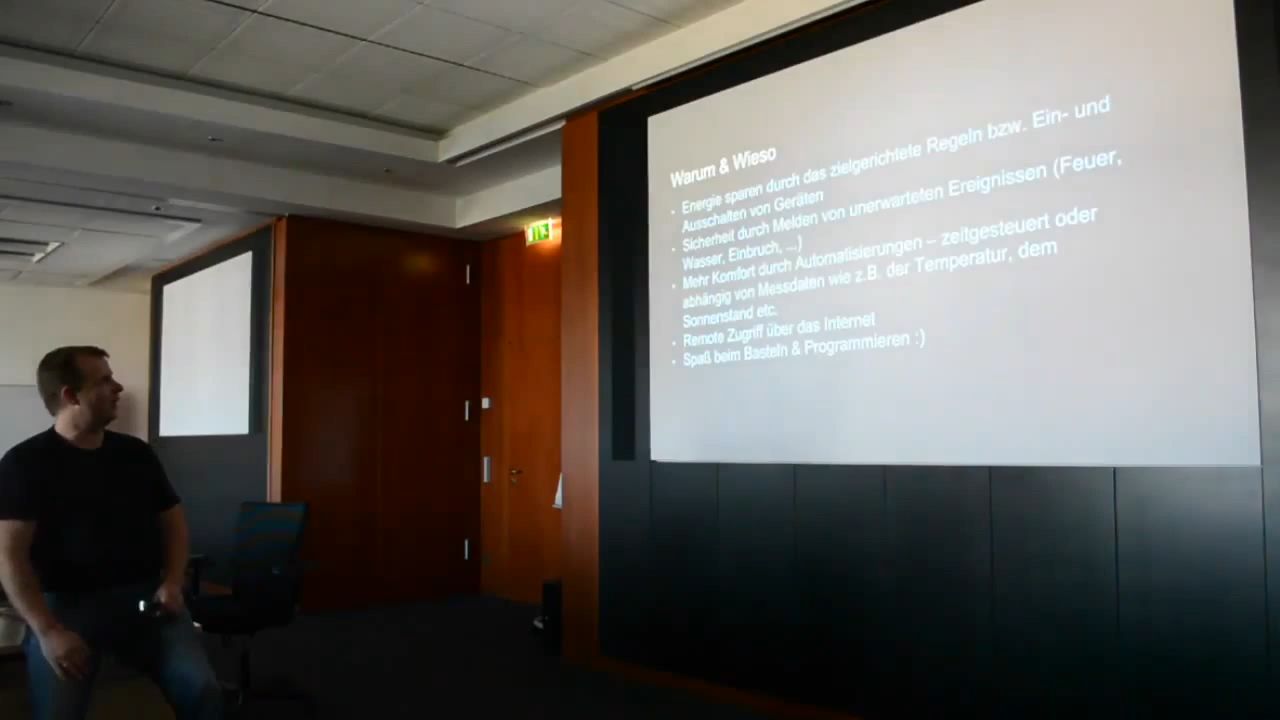 Warum & Wieso
Energie sparen durch das zielgerichtete Regeln bzw. Ein- und
Ausschalten von Geräten
Sicherheit durch Melden von unerwarteten Ereignissen (Feuer,
Wasser, Einbruch, ...)
Mehr Komfort durch Automatisierungen – zeitgesteuert oder
abhängig von Messdaten wie z.B. der Temperatur, dem
Sonnenstand etc.
Remote Zugriff über das Internet
Spaß beim Basteln & Programmieren :)